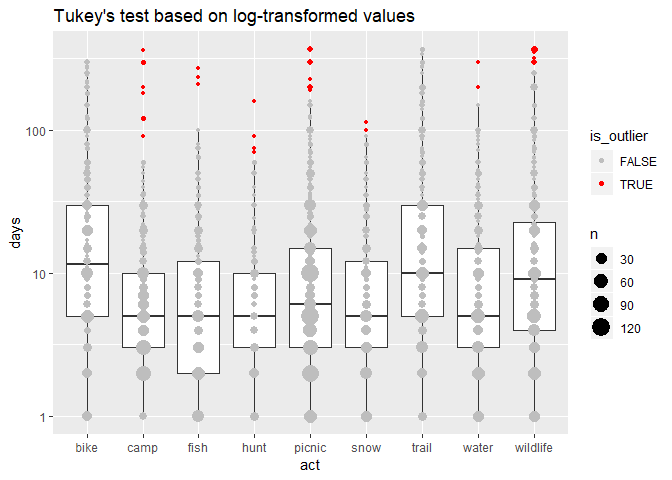 Tukey's test based on log-transformed values
days
100
10
1
bike camp fish hunt picnic snow trail water wildlife
act
is_outlier
FALSE
TRUE
n
30
60
90
120